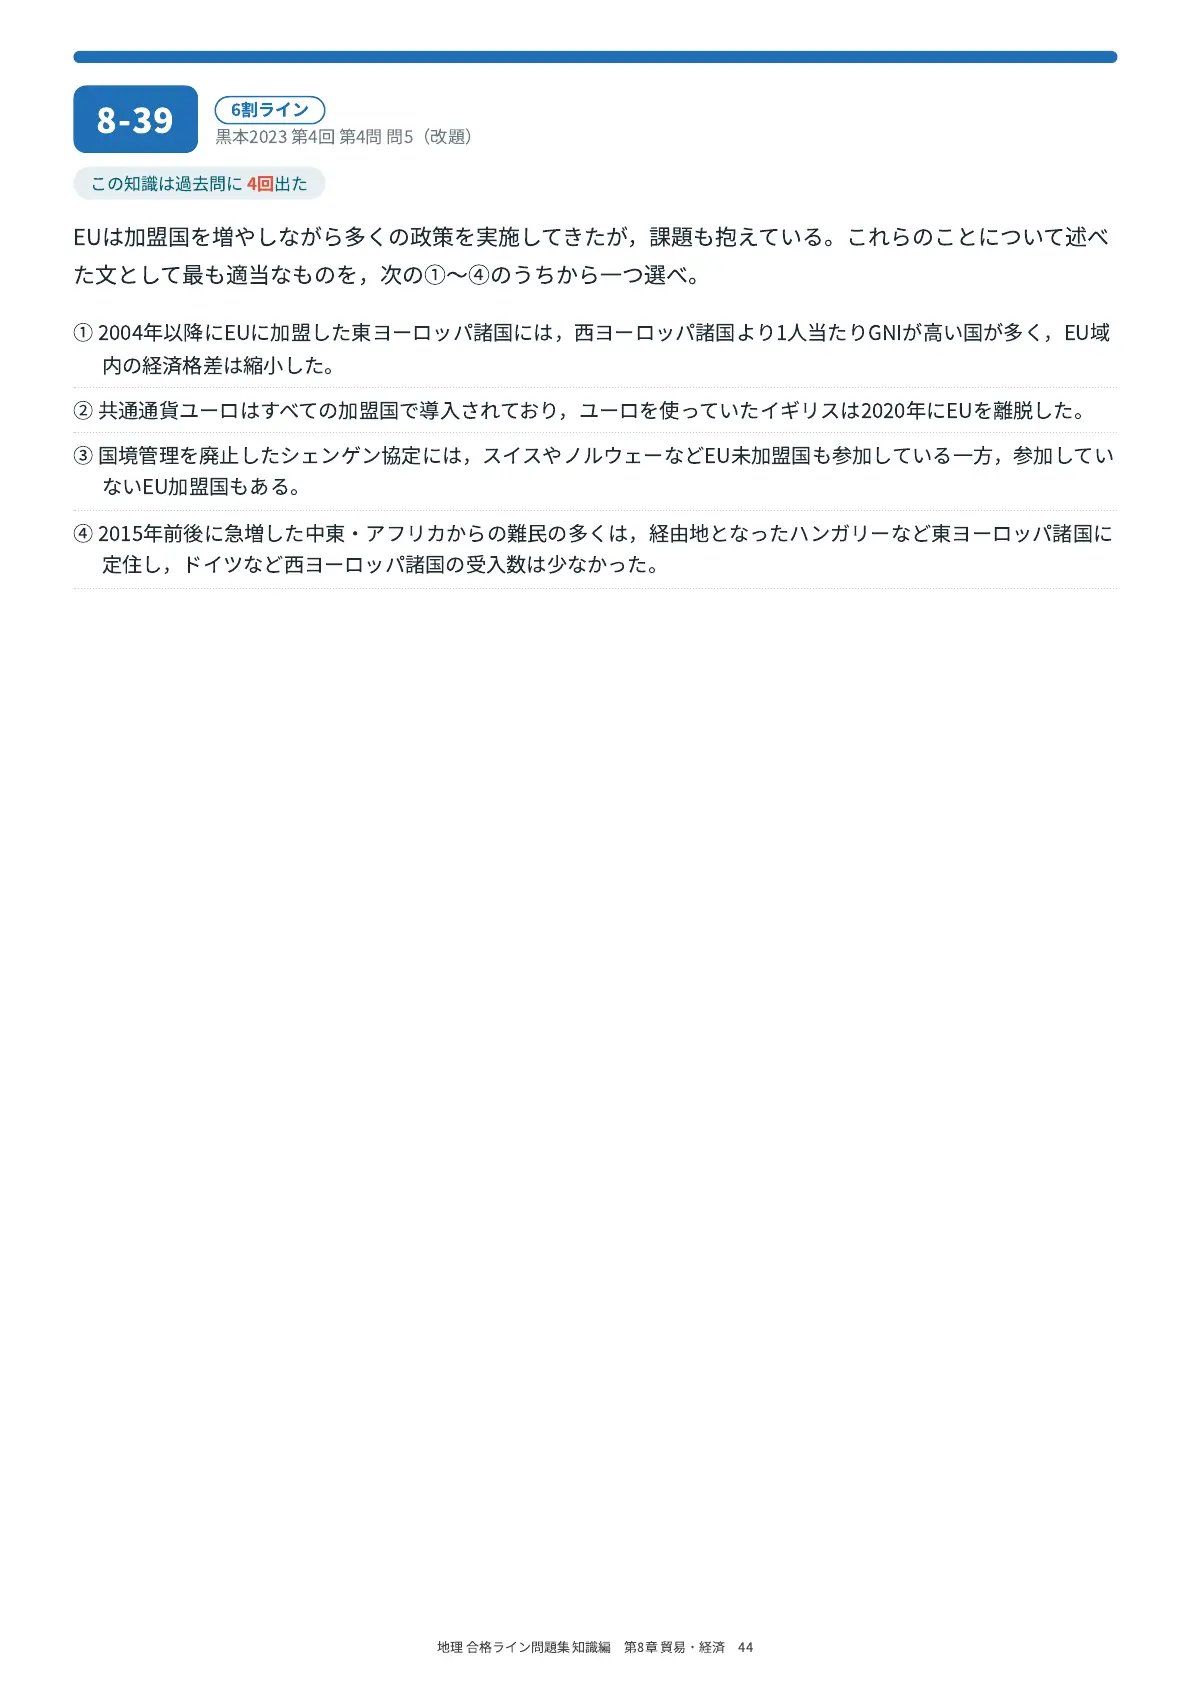 8-39
6割ライン
黒本2023 第4回 第4問 問5（改題）
この知識は過去問に 4回出た
EUは加盟国を増やしながら多くの政策を実施してきたが，課題も抱えている。これらのことについて述べ
た文として最も適当なものを，次の①～④のうちから一つ選べ。
① 2004年以降にEUに加盟した東ヨーロッパ諸国には，西ヨーロッパ諸国より1人当たりGNIが高い国が多く，EU域
内の経済格差は縮小した。
② 共通通貨ユーロはすべての加盟国で導入されており，ユーロを使っていたイギリスは2020年にEUを離脱した。
③ 国境管理を廃止したシェンゲン協定には，スイスやノルウェーなどEU未加盟国も参加している一方，参加してい
ないEU加盟国もある。
④ 2015年前後に急増した中東・アフリカからの難民の多くは，経由地となったハンガリーなど東ヨーロッパ諸国に
定住し，ドイツなど西ヨーロッパ諸国の受入数は少なかった。
地理 合格ライン問題集 知識編　第8章 貿易・経済　44